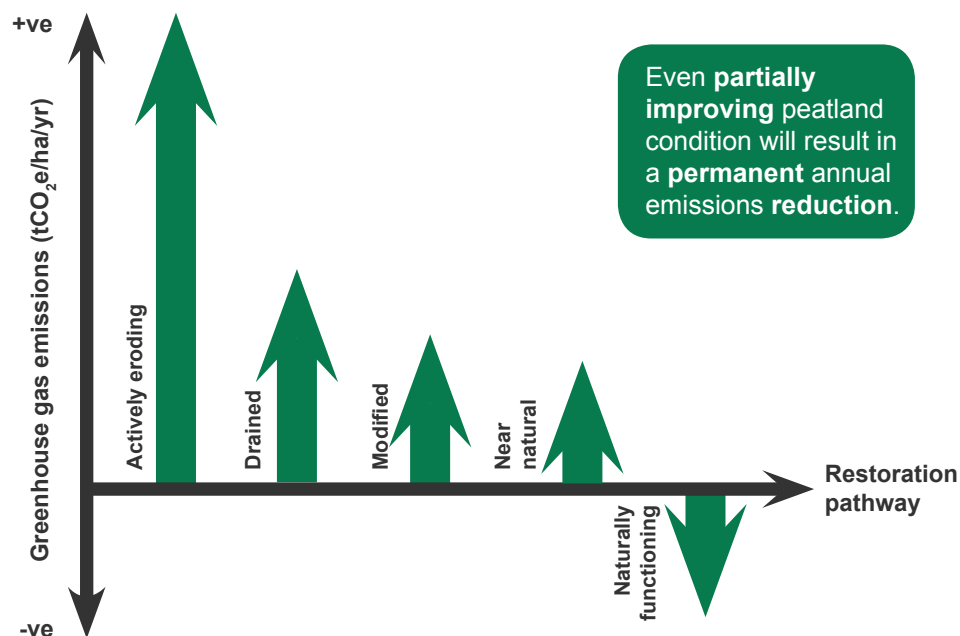 +ve
Greenhouse gas emissions (tCO₂e/ha/yr)
-ve
Even partially
improving peatland
condition will result in
a permanent annual
emissions reduction.
Actively eroding
Drained
Modified
Near
natural
Naturally
functioning
Restoration
pathway